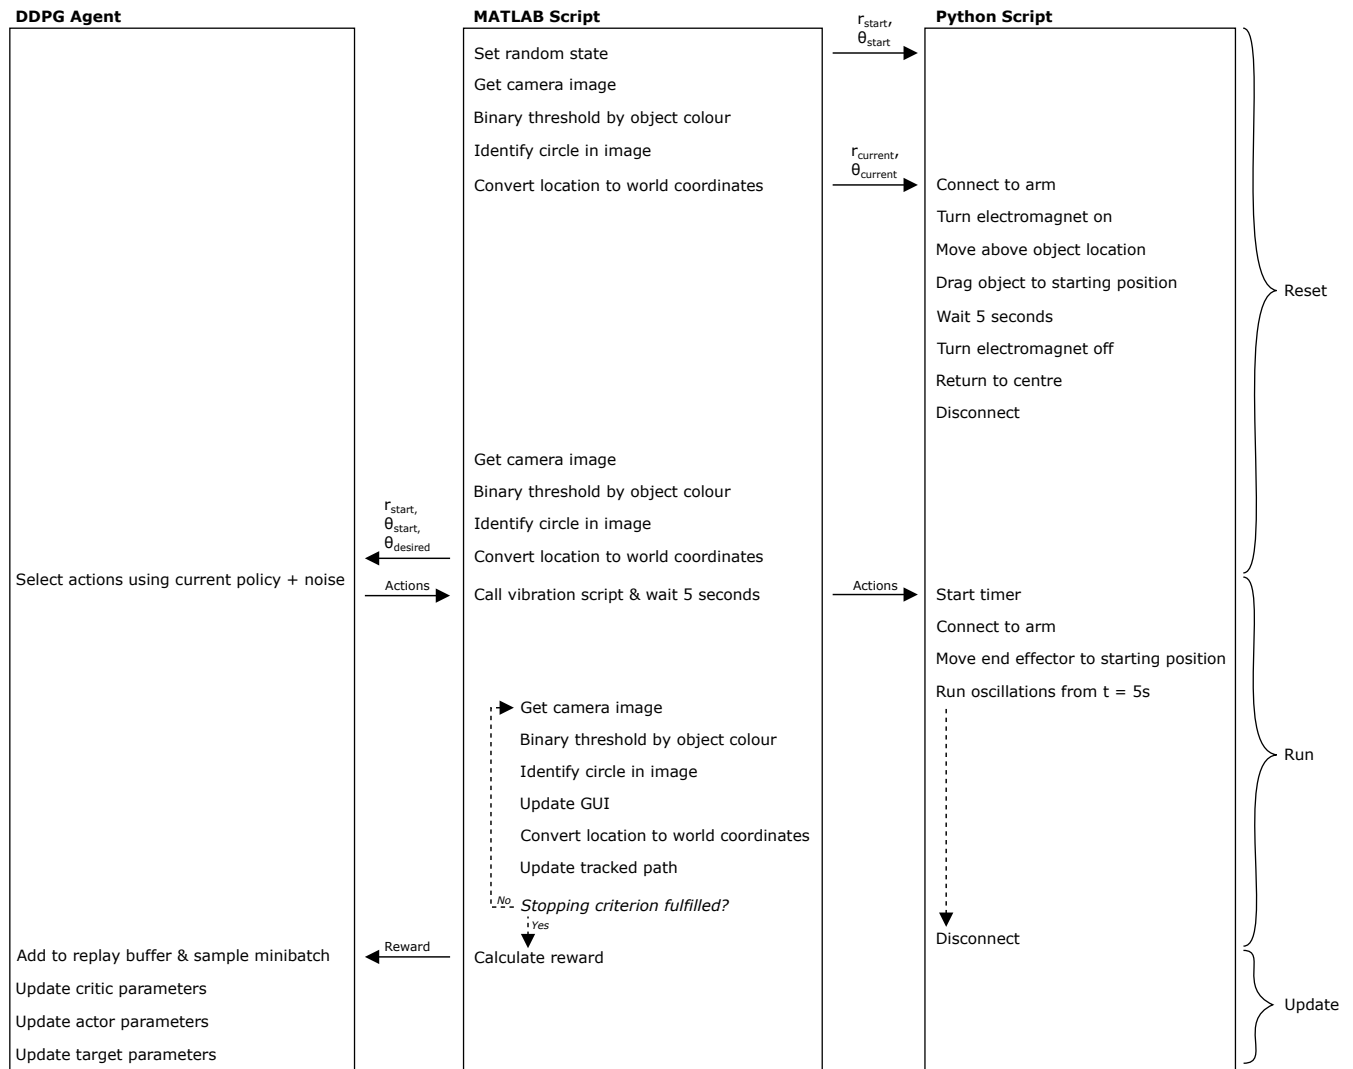 DDPG Agent
MATLAB Script
Python Script
r_start,
θ_start
Set random state
Get camera image
Binary threshold by object colour
Identify circle in image
Convert location to world coordinates
r_current,
θ_current
Connect to arm
Turn electromagnet on
Move above object location
Drag object to starting position
Wait 5 seconds
Turn electromagnet off
Return to centre
Disconnect
Reset
Get camera image
Binary threshold by object colour
Identify circle in image
Convert location to world coordinates
r_start,
θ_start,
θ_desired
Select actions using current policy + noise
Actions
Call vibration script & wait 5 seconds
Actions
Start timer
Connect to arm
Move end effector to starting position
Run oscillations from t = 5s
Get camera image
Binary threshold by object colour
Identify circle in image
Update GUI
Convert location to world coordinates
Update tracked path
No
Stopping criterion fulfilled?
Yes
Disconnect
Run
Calculate reward
Reward
Add to replay buffer & sample minibatch
Update critic parameters
Update actor parameters
Update target parameters
Update